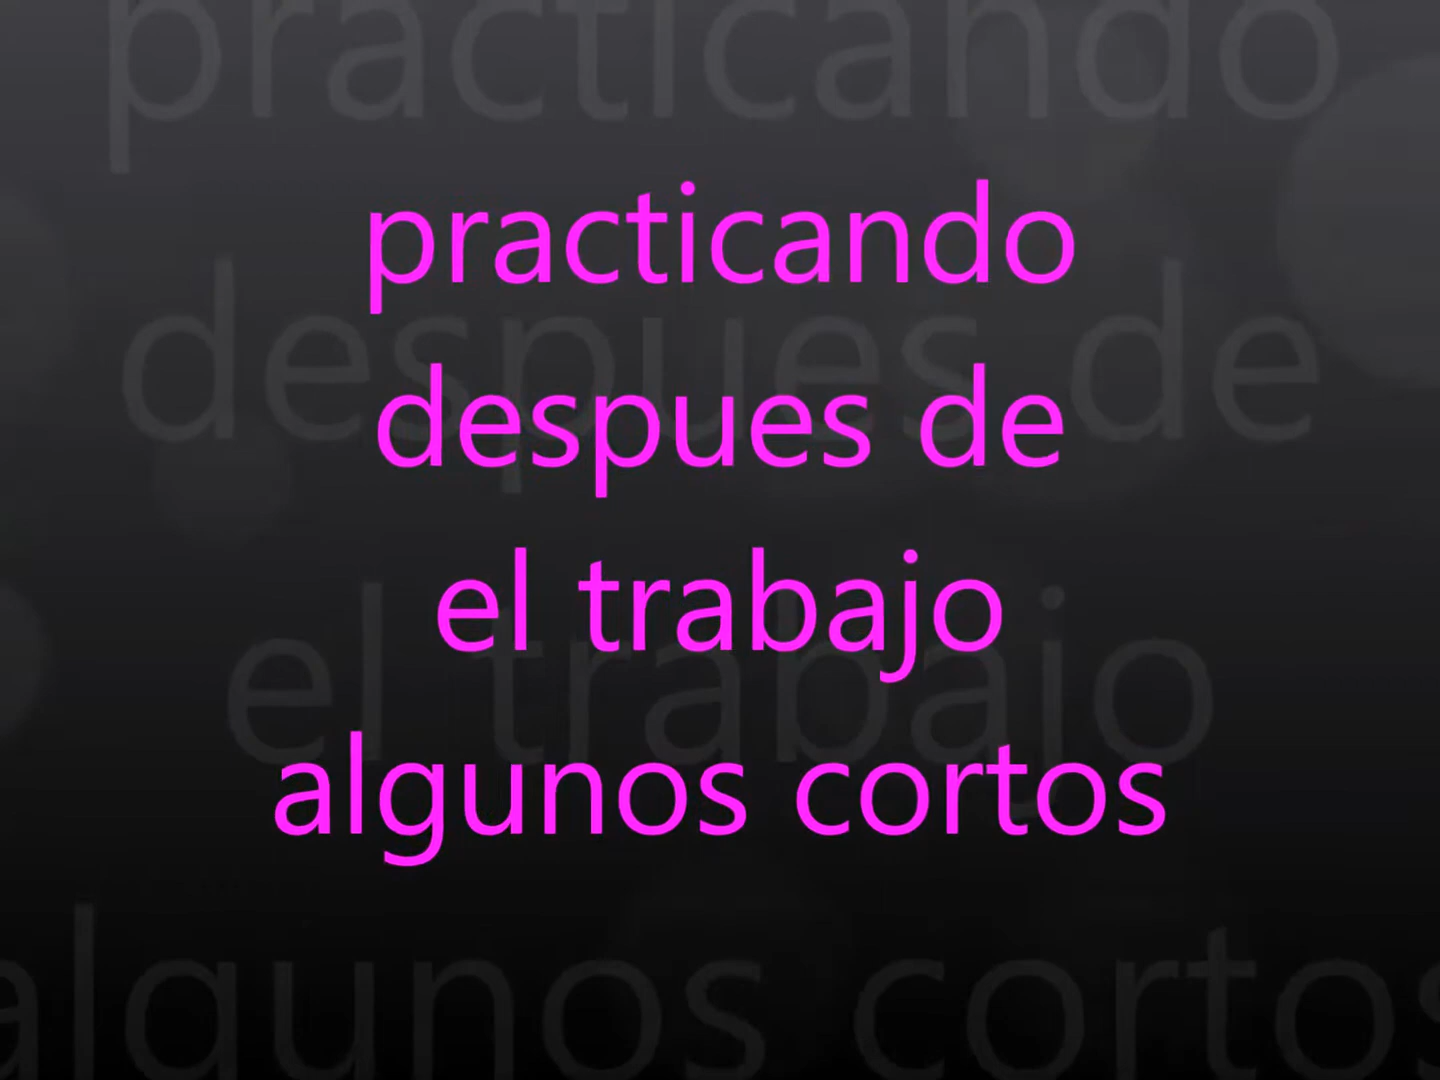 practicando
despues de
el trabajo
algunos cortos